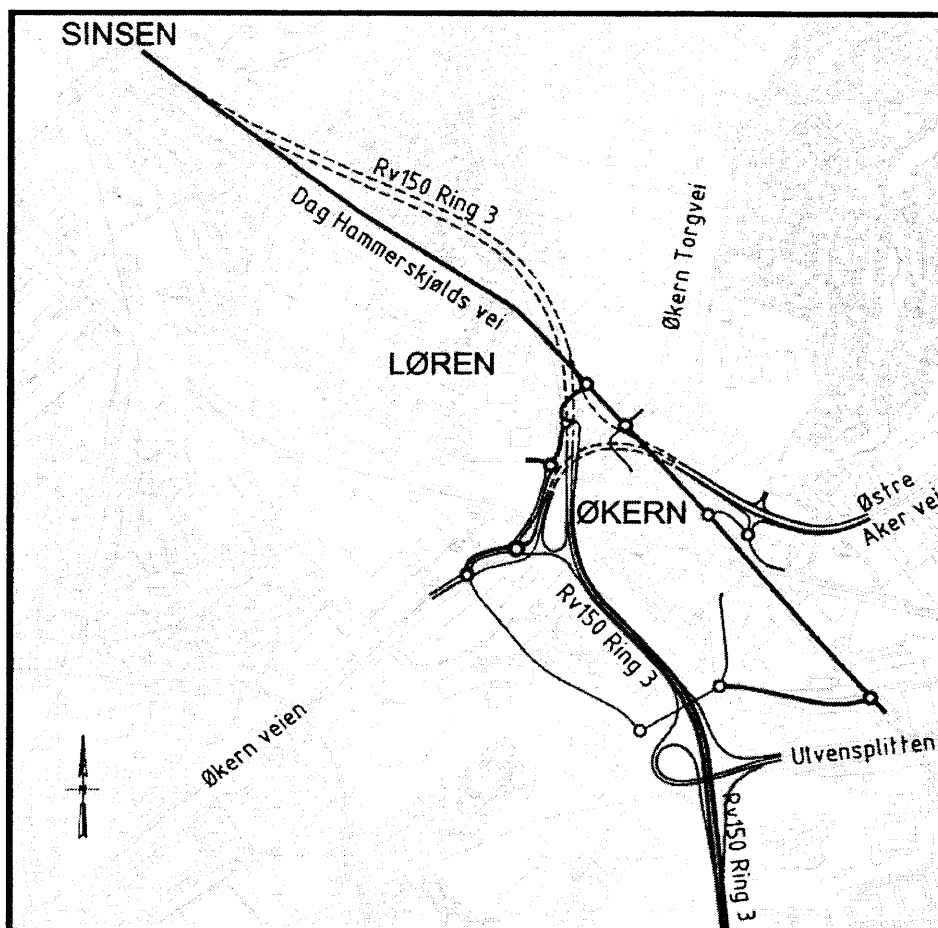 SINSEN
Rv150 Ring 3
Dag Hammerskjølds vei
Økern Torgvei
LØREN
ØKERN
Østre
Aker vei
Rv150 Ring 3
Økern veien
Ulvensplitten
Rv150 Ring 3